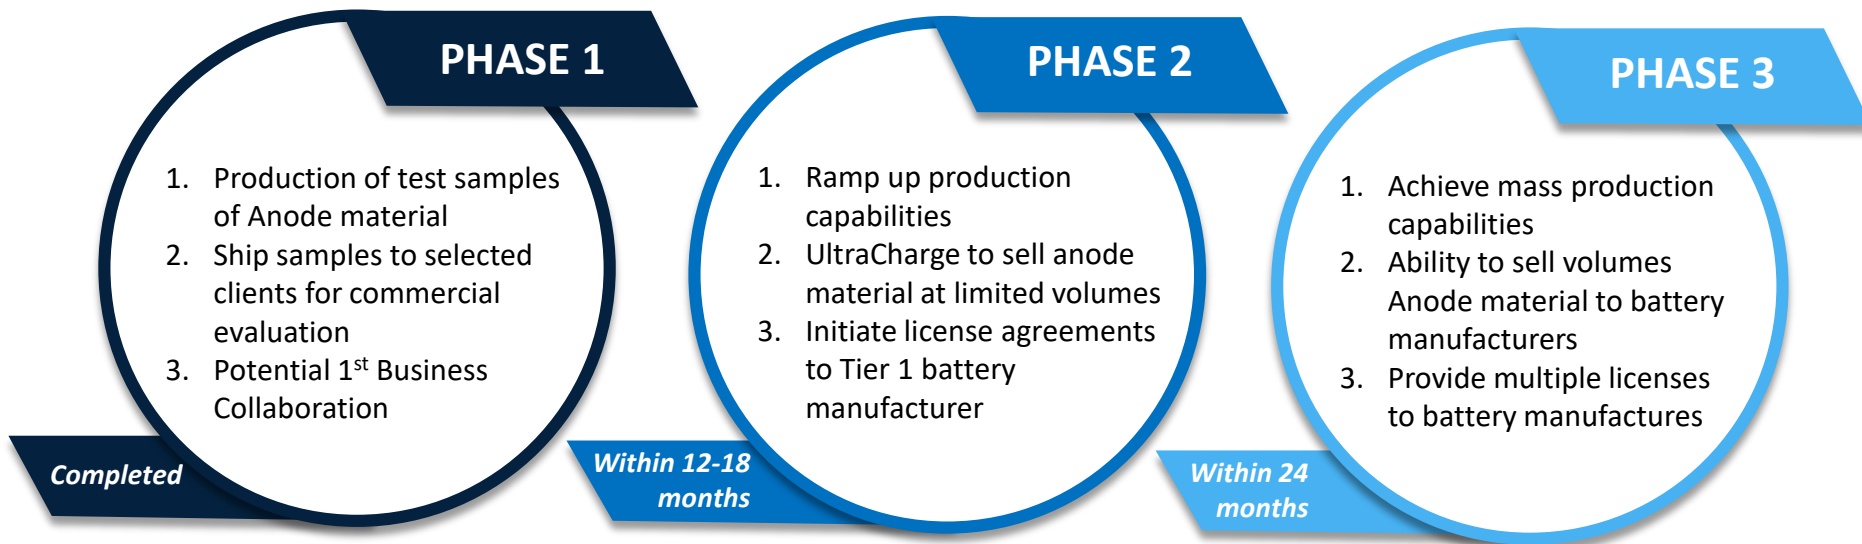 PHASE 1
1. Production of test samples
of Anode material
2. Ship samples to selected
clients for commercial
evaluation
3. Potential 1st Business
Collaboration
Completed
PHASE 2
1. Ramp up production
capabilities
2. UltraCharge to sell anode
material at limited volumes
3. Initiate license agreements
to Tier 1 battery
manufacturer
Within 12-18
months
PHASE 3
1. Achieve mass production
capabilities
2. Ability to sell volumes
Anode material to battery
manufacturers
3. Provide multiple licenses
to battery manufactures
Within 24
months